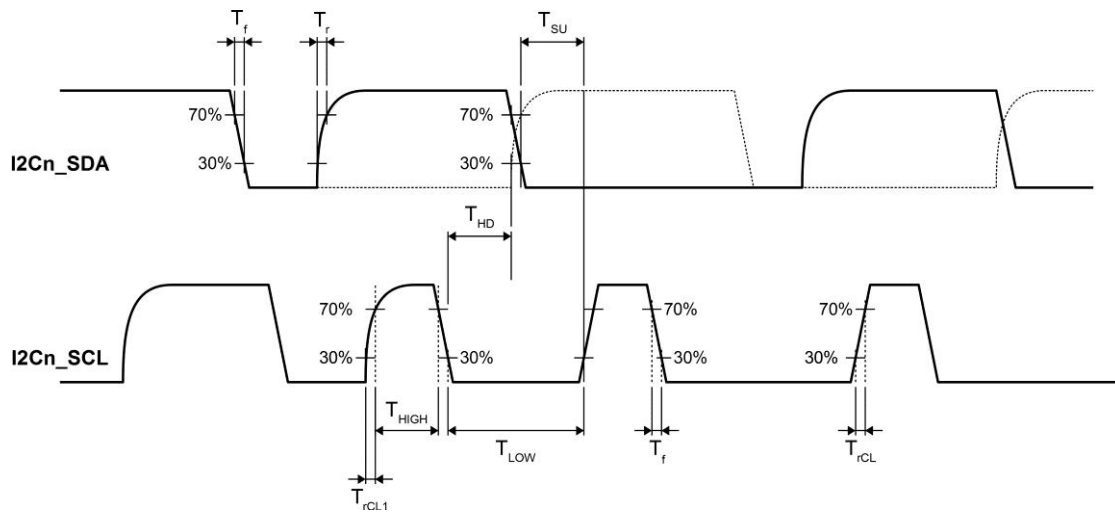 Tf Tr TSU
70% 70%
I2Cn_SDA
30% 30%
THD
70% 70% 70%
I2Cn_SCL
30% 30% 30% 30%
THIGH
TLOW Tf TrCL
TrCL1